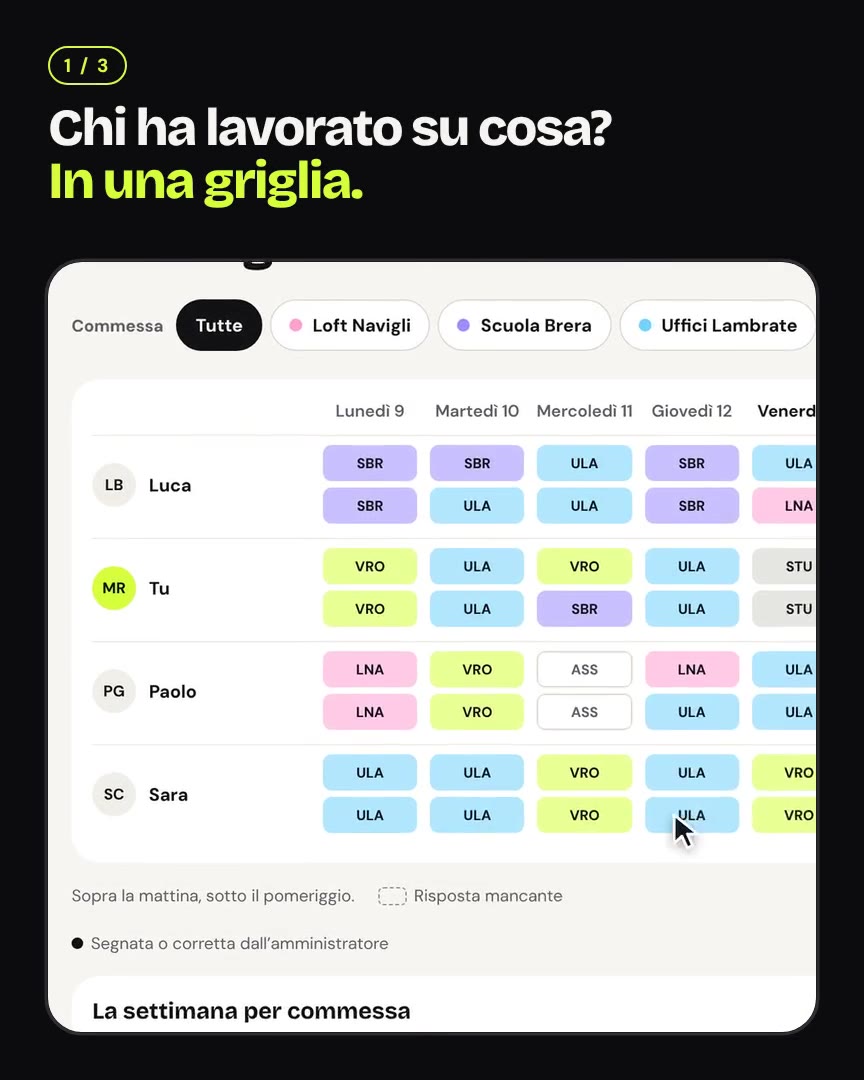 1 / 3
Chi ha lavorato su cosa?
In una griglia.
Commessa Tutte Loft Navigli Scuola Brera Uffici Lambrate
Lunedì 9 Martedì 10 Mercoledì 11 Giovedì 12 Venerd
SBR SBR ULA SBR ULA
LB Luca
SBR ULA ULA SBR LNA
VRO ULA VRO ULA STU
MR Tu
VRO ULA SBR ULA STU
LNA VRO ASS LNA ULA
PG Paolo
LNA VRO ASS ULA ULA
ULA ULA VRO ULA VRO
SC Sara
ULA ULA VRO ULA VRO
Sopra la mattina, sotto il pomeriggio. Risposta mancante
Segnata o corretta dall’amministratore
La settimana per commessa